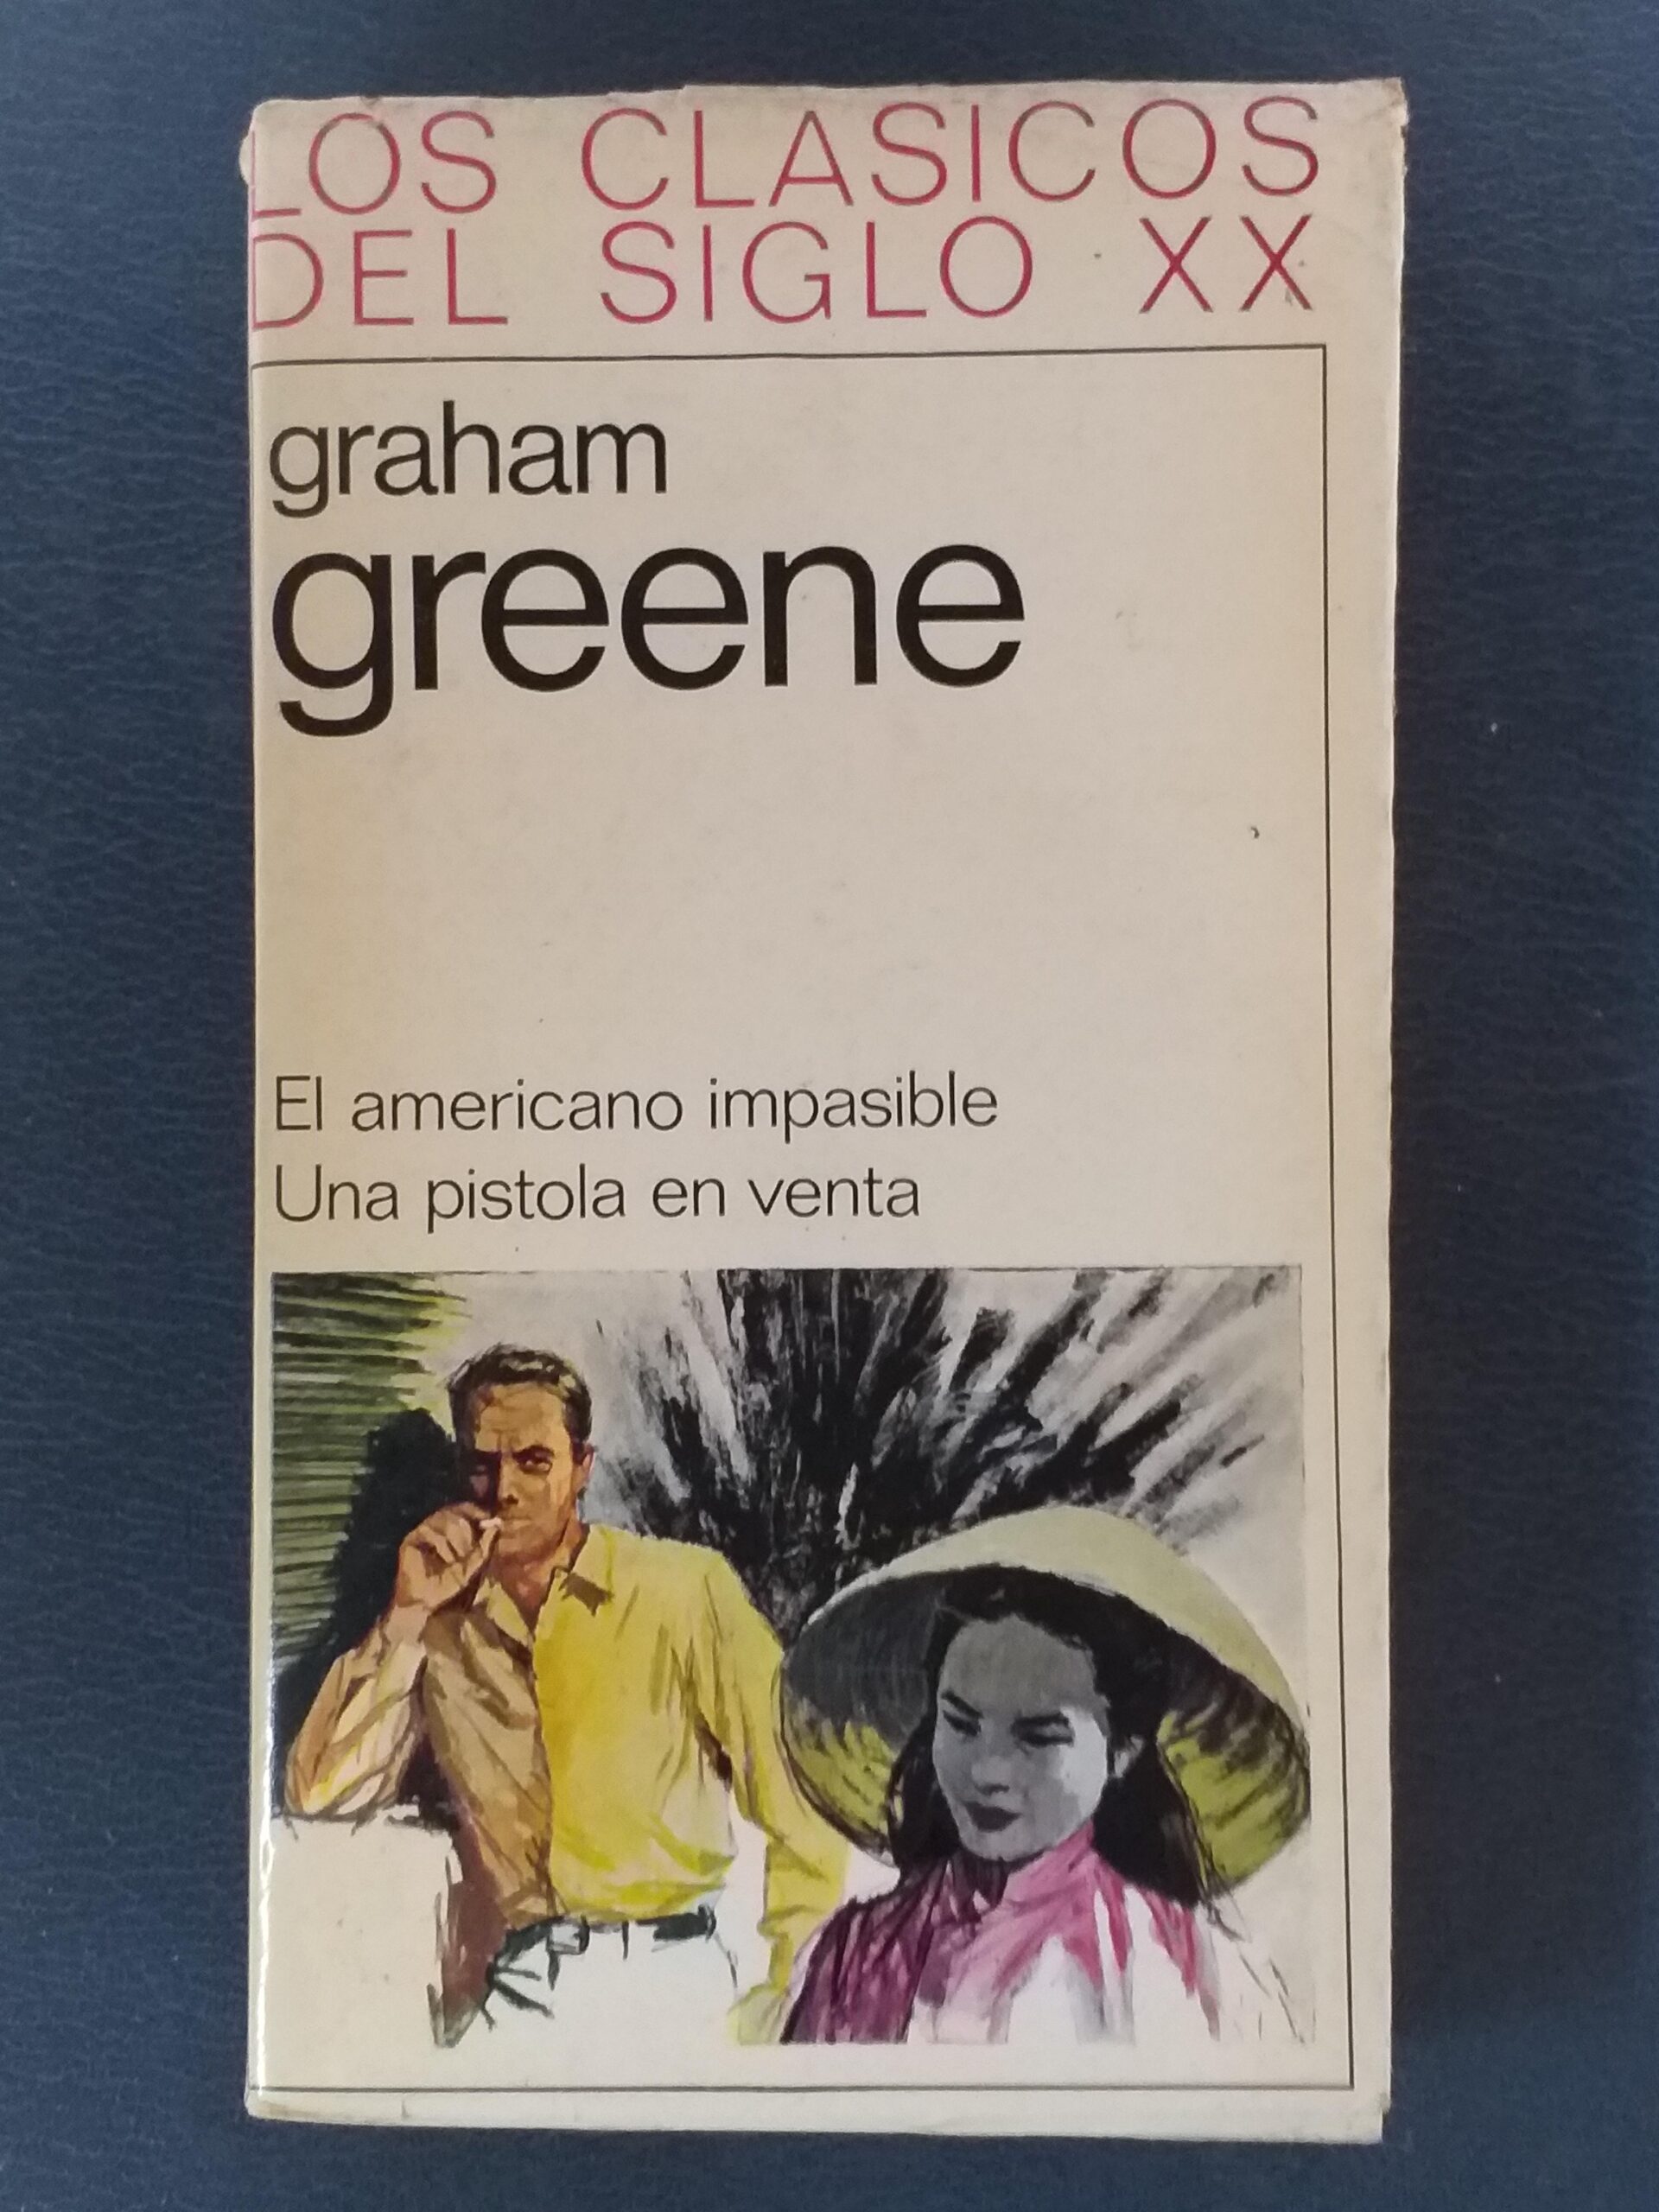 LOS CLASICOS
DEL SIGLO XX
graham
greene
El americano impasible
Una pistola en venta